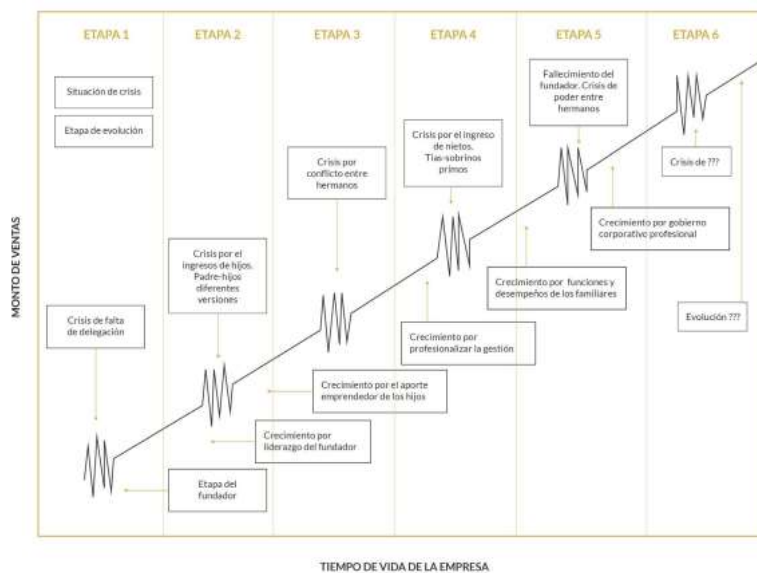 ETAPA 1
ETAPA 2
ETAPA 3
ETAPA 4
ETAPA 5
ETAPA 6
Situación de crisis
Etapa de evolución
Fallecimiento del
fundador. Crisis de
poder entre
hermanos
Crisis por el ingreso
de nietos.
Tias-sobrinos
primos
Crisis por
conflicto entre
hermanos
Crisis de ???
Crisis por el
ingresos de hijos.
Padre-hijos
diferentes
versiones
Crecimiento por gobierno
corporativo profesional
Crecimiento por funciones y
desempeños de los familiares
Crisis de falta
de delegación
Evolución ???
Crecimiento por
profesionalizar la gestión
Crecimiento por el aporte
emprendedor de los hijos
Crecimiento por
liderazgo del fundador
Etapa del
fundador
MONTO DE VENTAS
TIEMPO DE VIDA DE LA EMPRESA